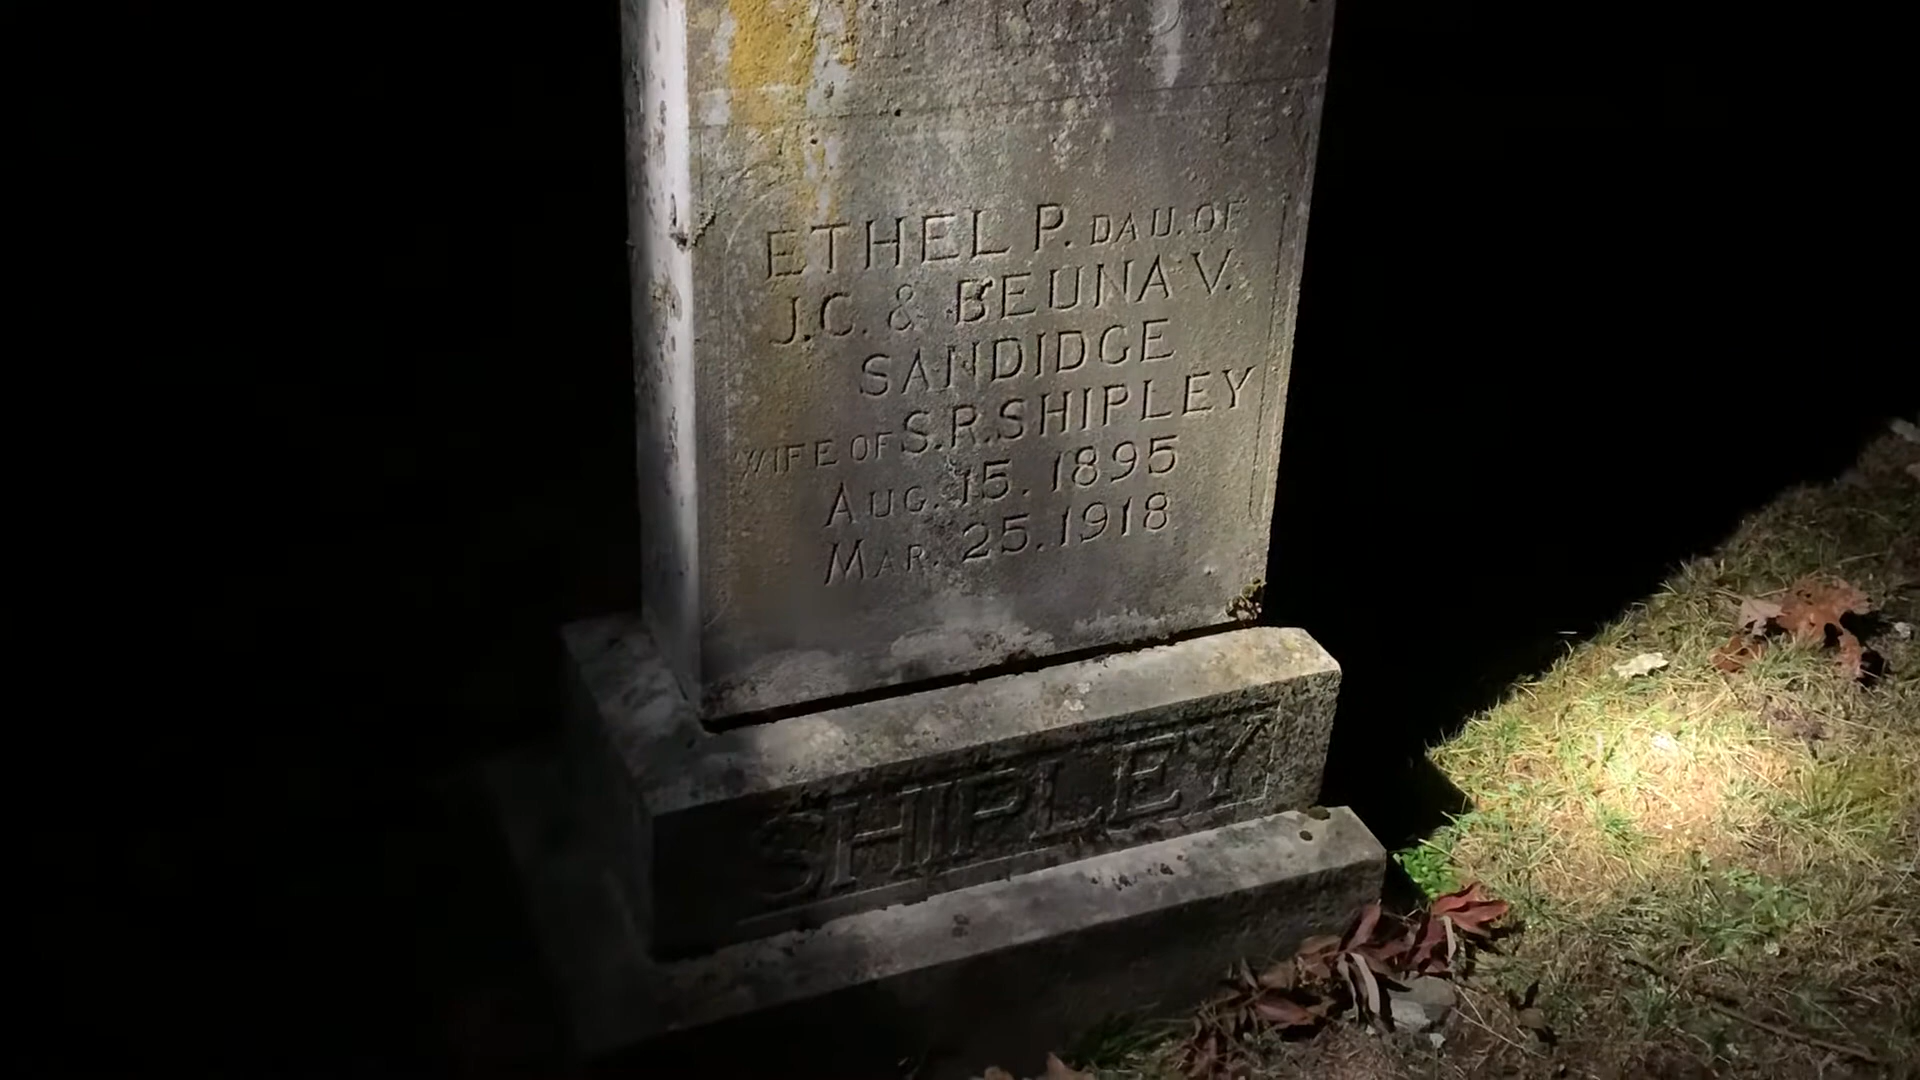 ETHEL P. DAU. OF
J.C. & BEUNA V.
SANDIDGE
WIFE OF S.R. SHIPLEY
AUG. 15. 1895
MAR. 25. 1918
SHIPLEY